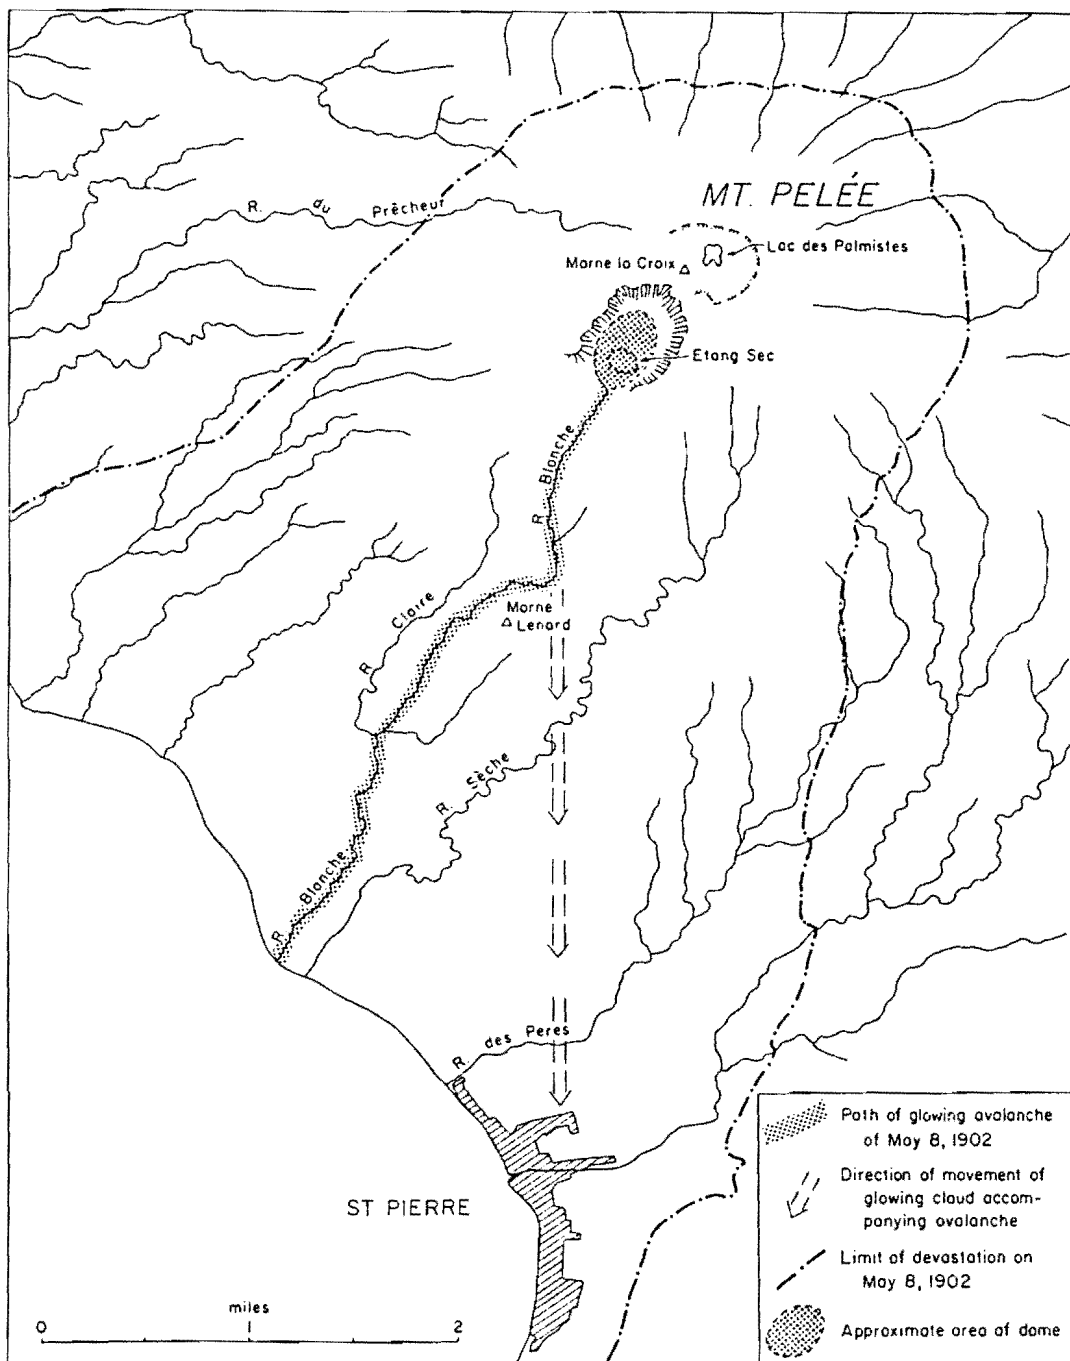 MT. PELÉE
R. du Prêcheur
Lac des Palmistes
Morne la Croix
Etang Sec
R. Blanche
R. Claire
Morne
Lenard
R. Sèche
R. Blanche
R. des Peres
ST PIERRE
miles
0 1 2
Path of glowing avalanche
of May 8, 1902
Direction of movement of
glowing cloud accom-
panying avalanche
Limit of devastation on
May 8, 1902
Approximate area of dome